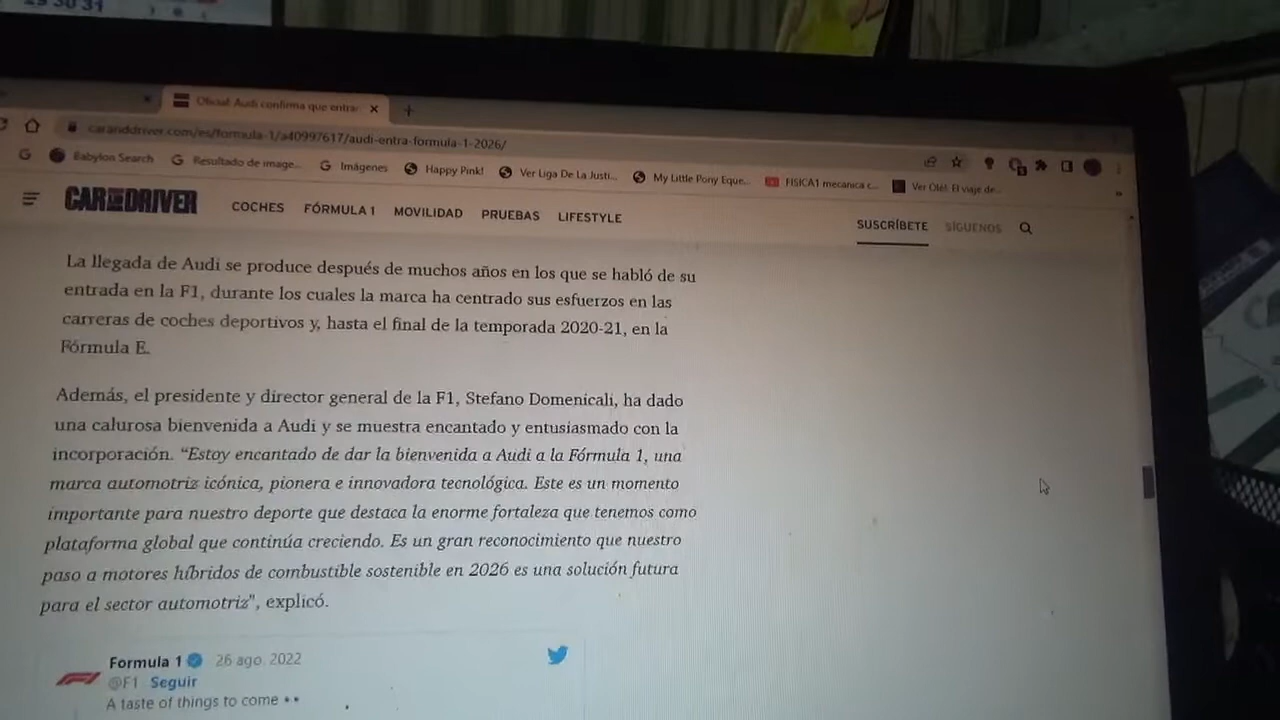 29 30 31
Oficial: Audi confirma que entrar
caranddriver.com/es/formula-1/a40997617/audi-entra-formula-1-2026/
Babylon Search
Resultado de image...
Imágenes
Happy Pink!
Ver Liga De La Justi...
My Little Pony Eque...
FISICA1 mecanica c...
Ver Olé!: El viaje de...
CAR AND DRIVER
COCHES FÓRMULA 1 MOVILIDAD PRUEBAS LIFESTYLE
SUSCRÍBETE SÍGUENOS
La llegada de Audi se produce después de muchos años en los que se habló de su
entrada en la F1, durante los cuales la marca ha centrado sus esfuerzos en las
carreras de coches deportivos y, hasta el final de la temporada 2020-21, en la
Fórmula E.
Además, el presidente y director general de la F1, Stefano Domenicali, ha dado
una calurosa bienvenida a Audi y se muestra encantado y entusiasmado con la
incorporación. “Estoy encantado de dar la bienvenida a Audi a la Fórmula 1, una
marca automotriz icónica, pionera e innovadora tecnológica. Este es un momento
importante para nuestro deporte que destaca la enorme fortaleza que tenemos como
plataforma global que continúa creciendo. Es un gran reconocimiento que nuestro
paso a motores híbridos de combustible sostenible en 2026 es una solución futura
para el sector automotriz", explicó.
Formula 1 26 ago. 2022
@F1 Seguir
A taste of things to come